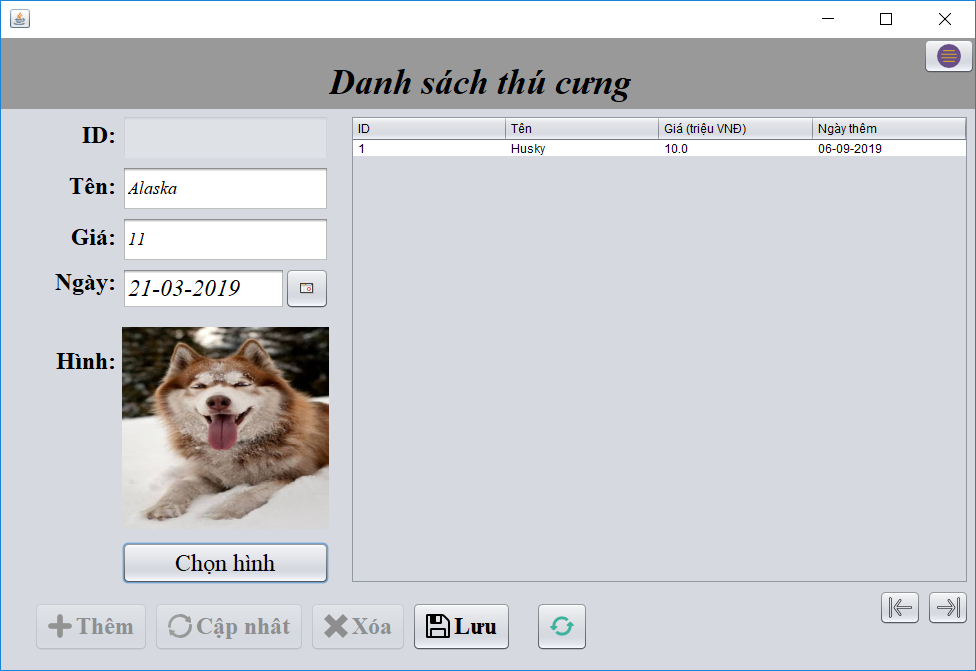 Danh sách thú cưng
ID:
Tên: Alaska
Giá: 11
Ngày: 21-03-2019
Hình:
Chọn hình
ID Tên Giá (triệu VNĐ) Ngày thêm
1 Husky 10.0 06-09-2019
Thêm Cập nhât Xóa Lưu